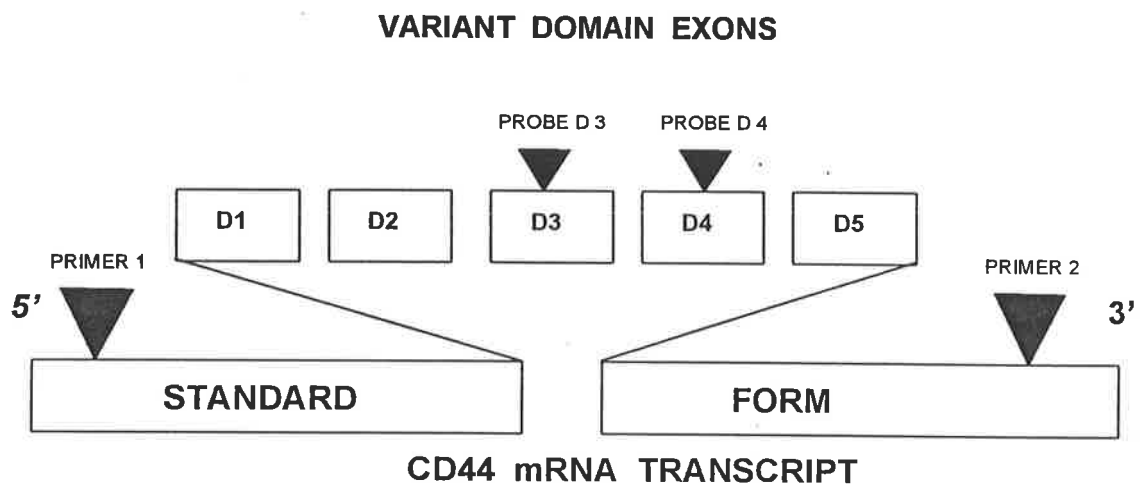 VARIANT DOMAIN EXONS
PROBE D 3
PROBE D 4
D1
D2
D3
D4
D5
PRIMER 1
PRIMER 2
5’
3’
STANDARD
FORM
CD44 mRNA TRANSCRIPT